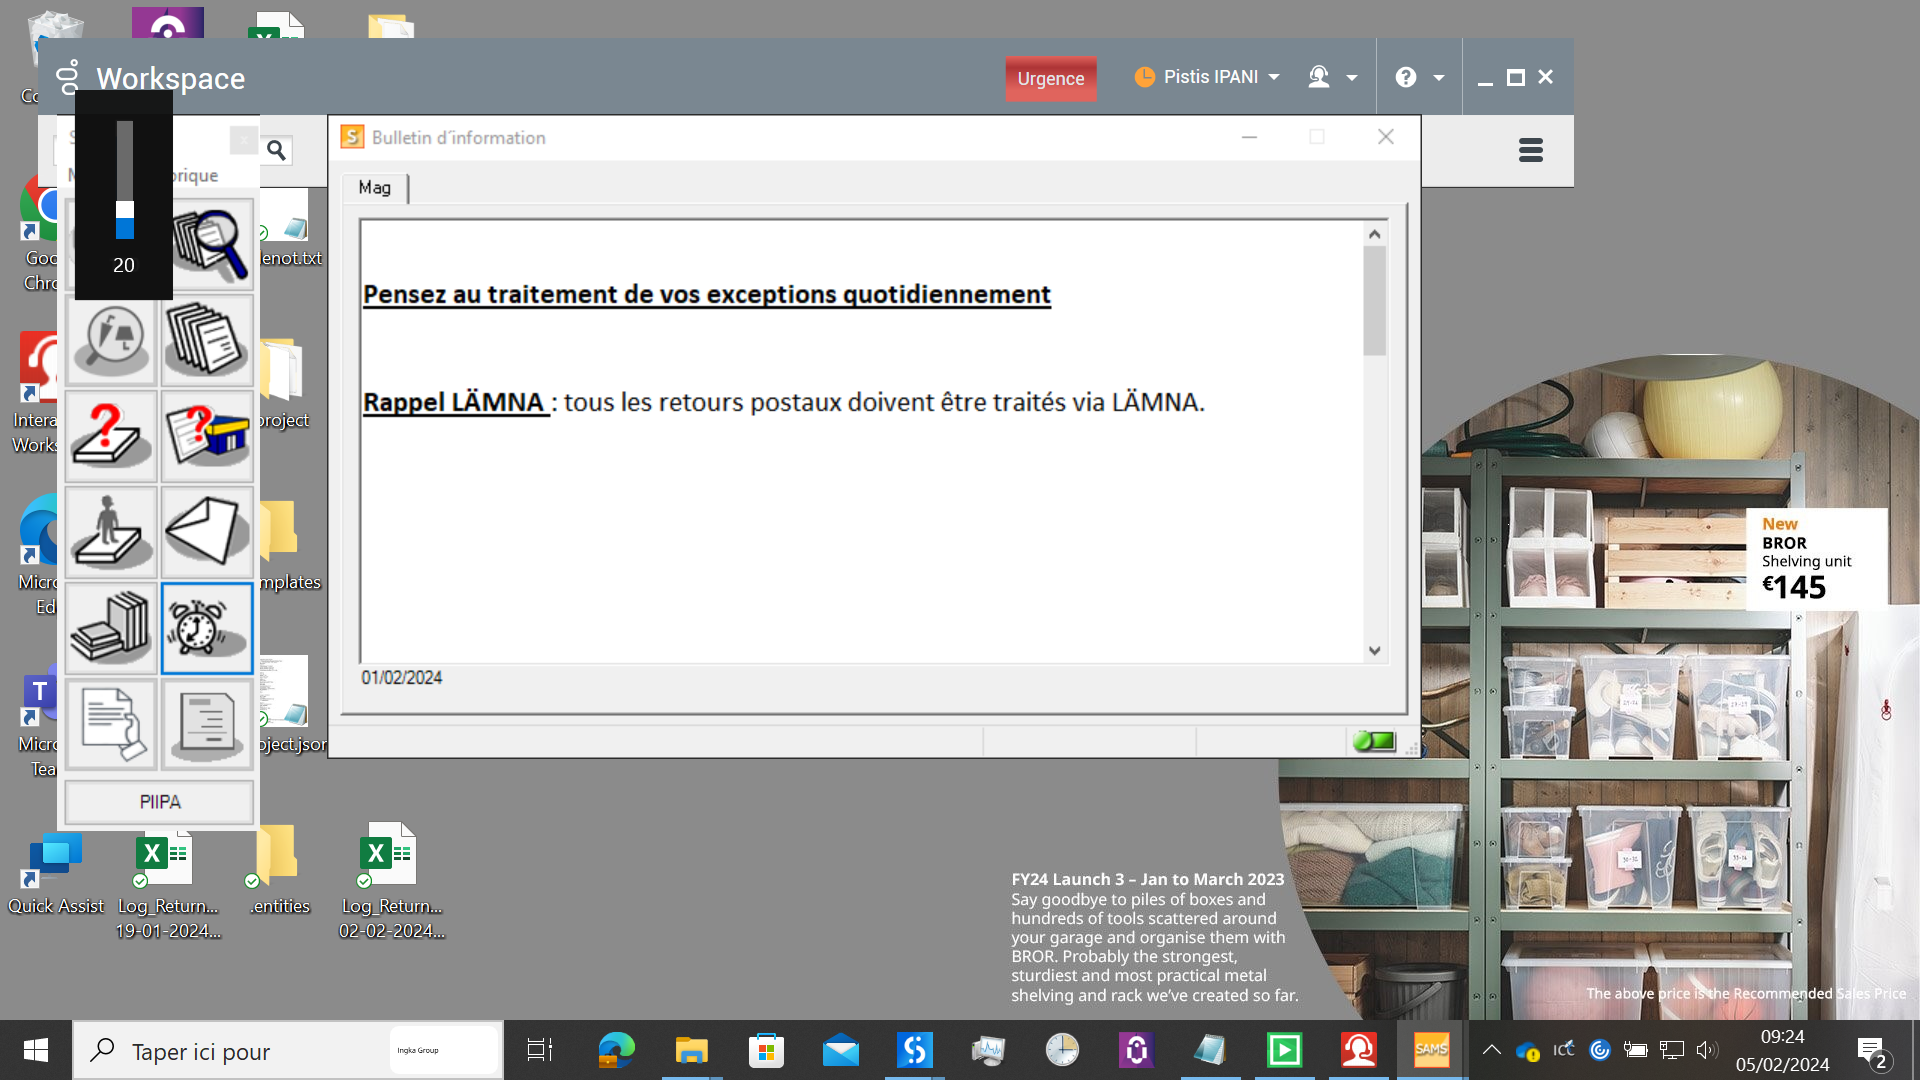 Workspace
Urgence
Pistis IPANI
Bulletin d´information
Mag
Pensez au traitement de vos exceptions quotidiennement
Rappel LÄMNA : tous les retours postaux doivent être traités via LÄMNA.
01/02/2024
20
orique
PIIPA
Goo
Chro
enot.txt
Intera
Works
project
Micro
Ed
mplates
Micro
Tea
oject.json
Quick Assist
Log_Return...
19-01-2024...
.entities
Log_Return...
02-02-2024...
New
BROR
Shelving unit
€145
FY24 Launch 3 – Jan to March 2023
Say goodbye to piles of boxes and
hundreds of tools scattered around
your garage and organise them with
BROR. Probably the strongest,
sturdiest and most practical metal
shelving and rack we’ve created so far.
The above price is the Recommended Sales Price
Taper ici pour
Ingka Group
SAMS
09:24
05/02/2024
2